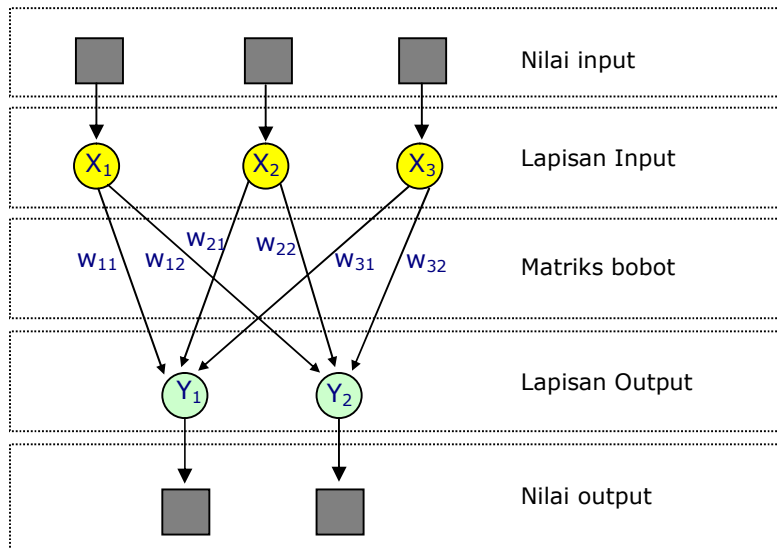 Nilai input
X₁ X₂ X₃ Lapisan Input
w₁₁ w₁₂ w₂₁ w₂₂ w₃₁ w₃₂ Matriks bobot
Y₁ Y₂ Lapisan Output
Nilai output